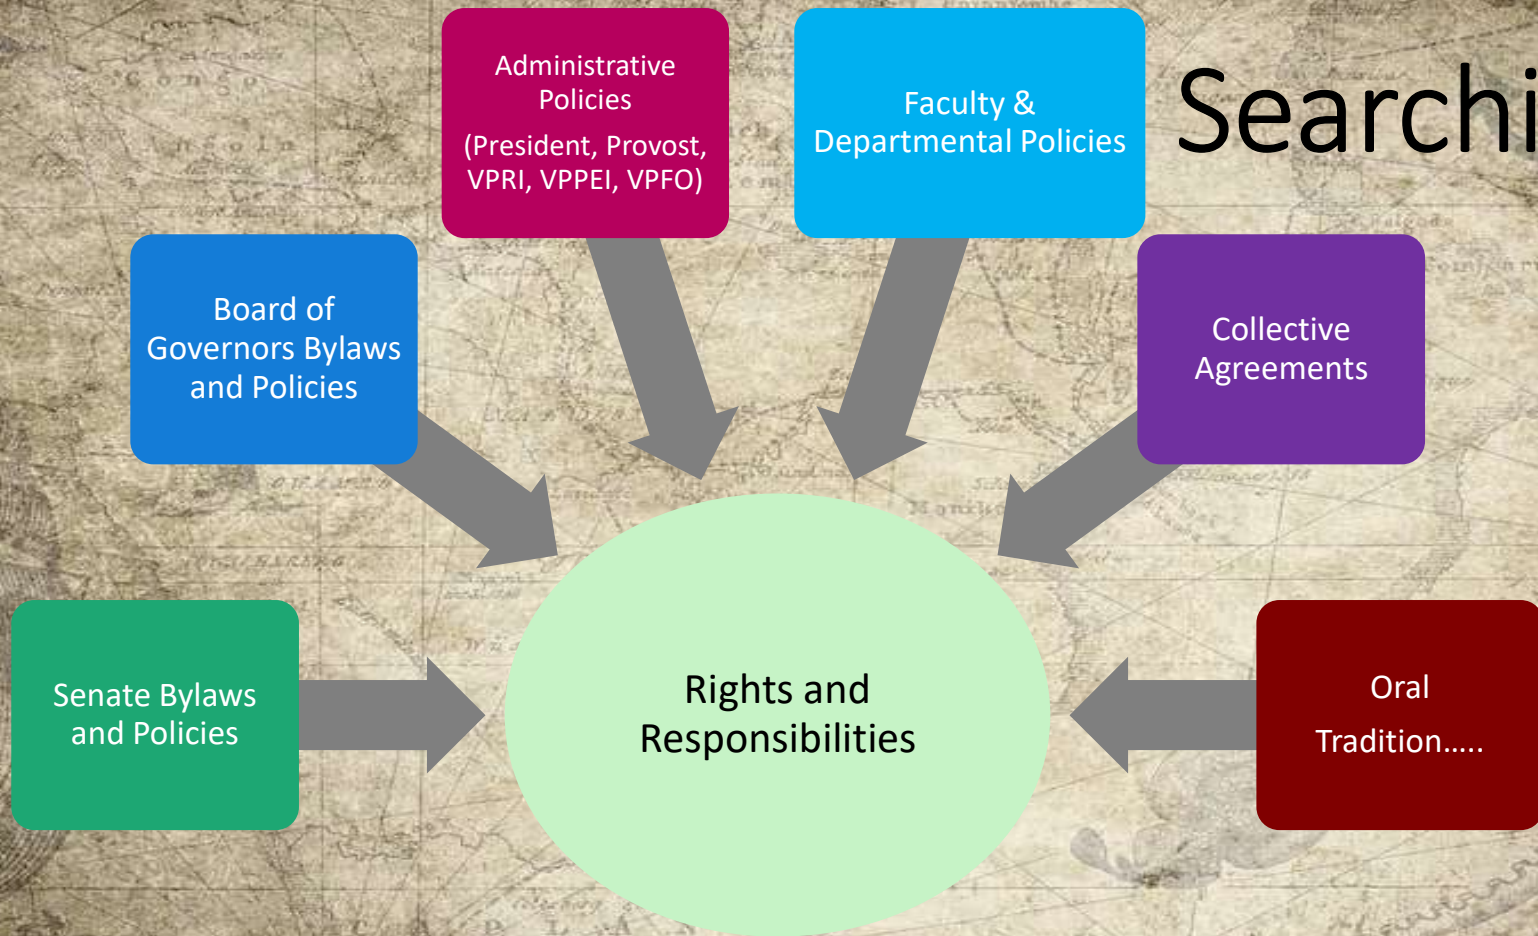 Administrative
Policies
(President, Provost,
VPRI, VPPEI, VPFO)
Faculty &
Departmental Policies
Searchi
Board of
Governors Bylaws
and Policies
Collective
Agreements
Senate Bylaws
and Policies
Rights and
Responsibilities
Oral
Tradition.....